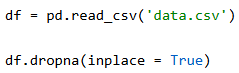 df = pd.read_csv('data.csv')
df.dropna(inplace = True)